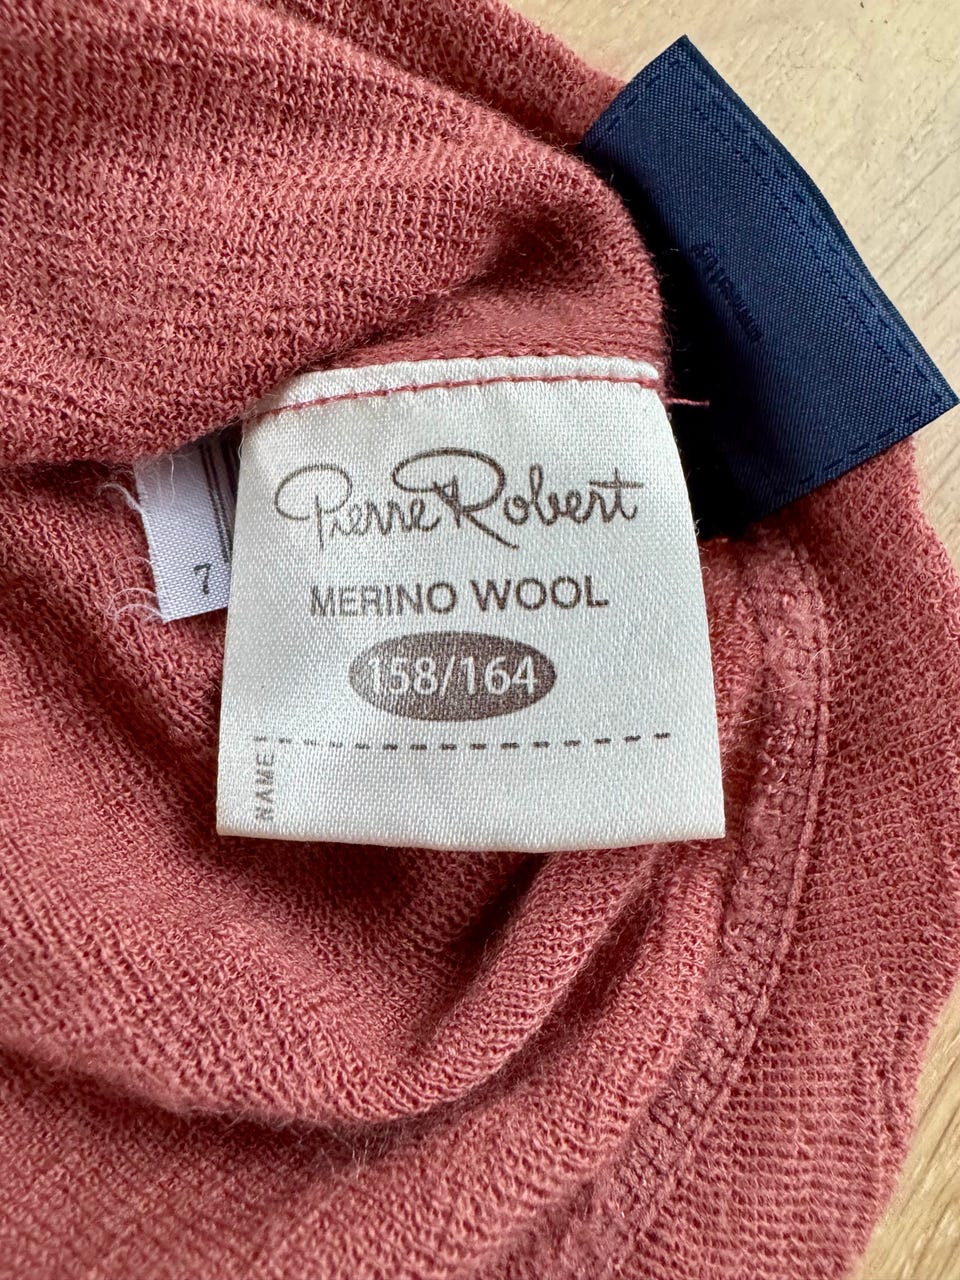 Pierre Robert
MERINO WOOL
158/164
NAME
7